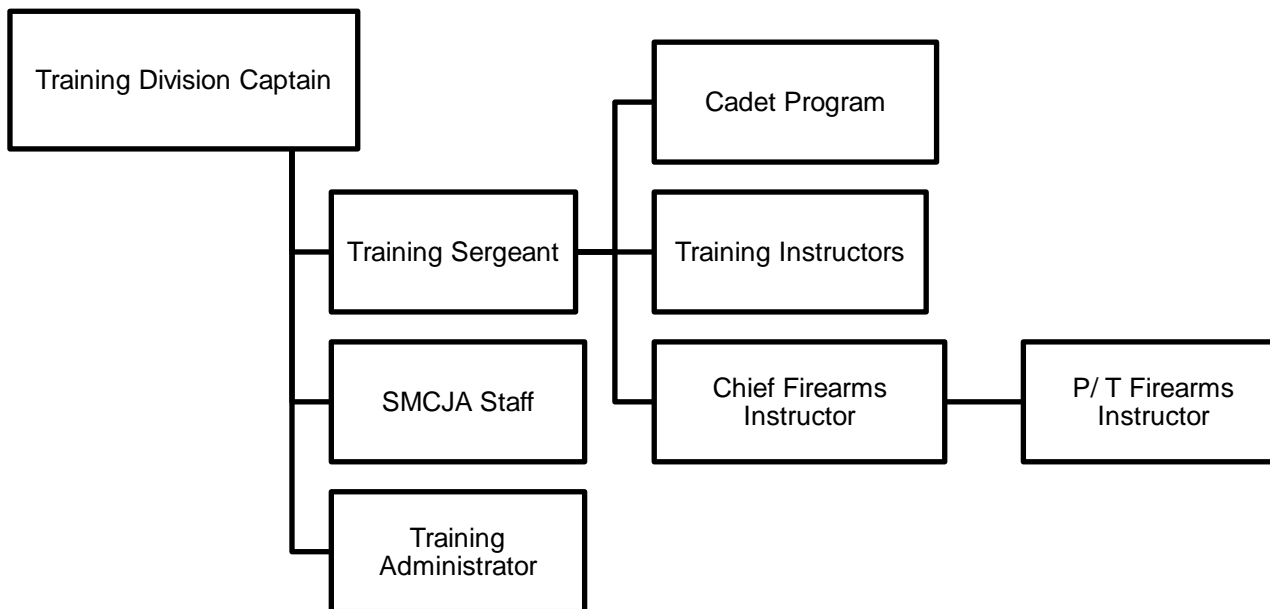 Training Division Captain
Cadet Program
Training Sergeant
Training Instructors
SMCJA Staff
Chief Firearms
Instructor
P/ T Firearms
Instructor
Training
Administrator